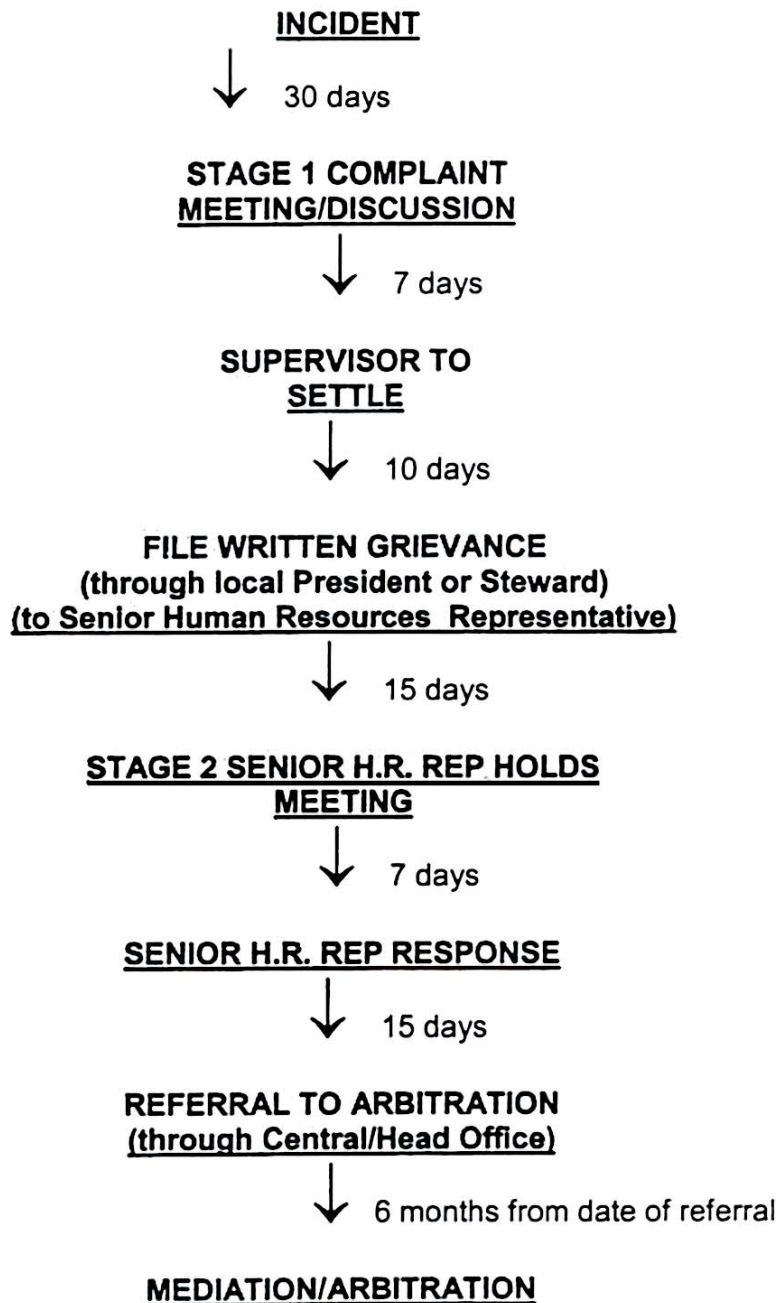 INCIDENT
30 days
STAGE 1 COMPLAINT
MEETING/DISCUSSION
7 days
SUPERVISOR TO
SETTLE
10 days
FILE WRITTEN GRIEVANCE
(through local President or Steward)
(to Senior Human Resources Representative)
15 days
STAGE 2 SENIOR H.R. REP HOLDS
MEETING
7 days
SENIOR H.R. REP RESPONSE
15 days
REFERRAL TO ARBITRATION
(through Central/Head Office)
6 months from date of referral
MEDIATION/ARBITRATION